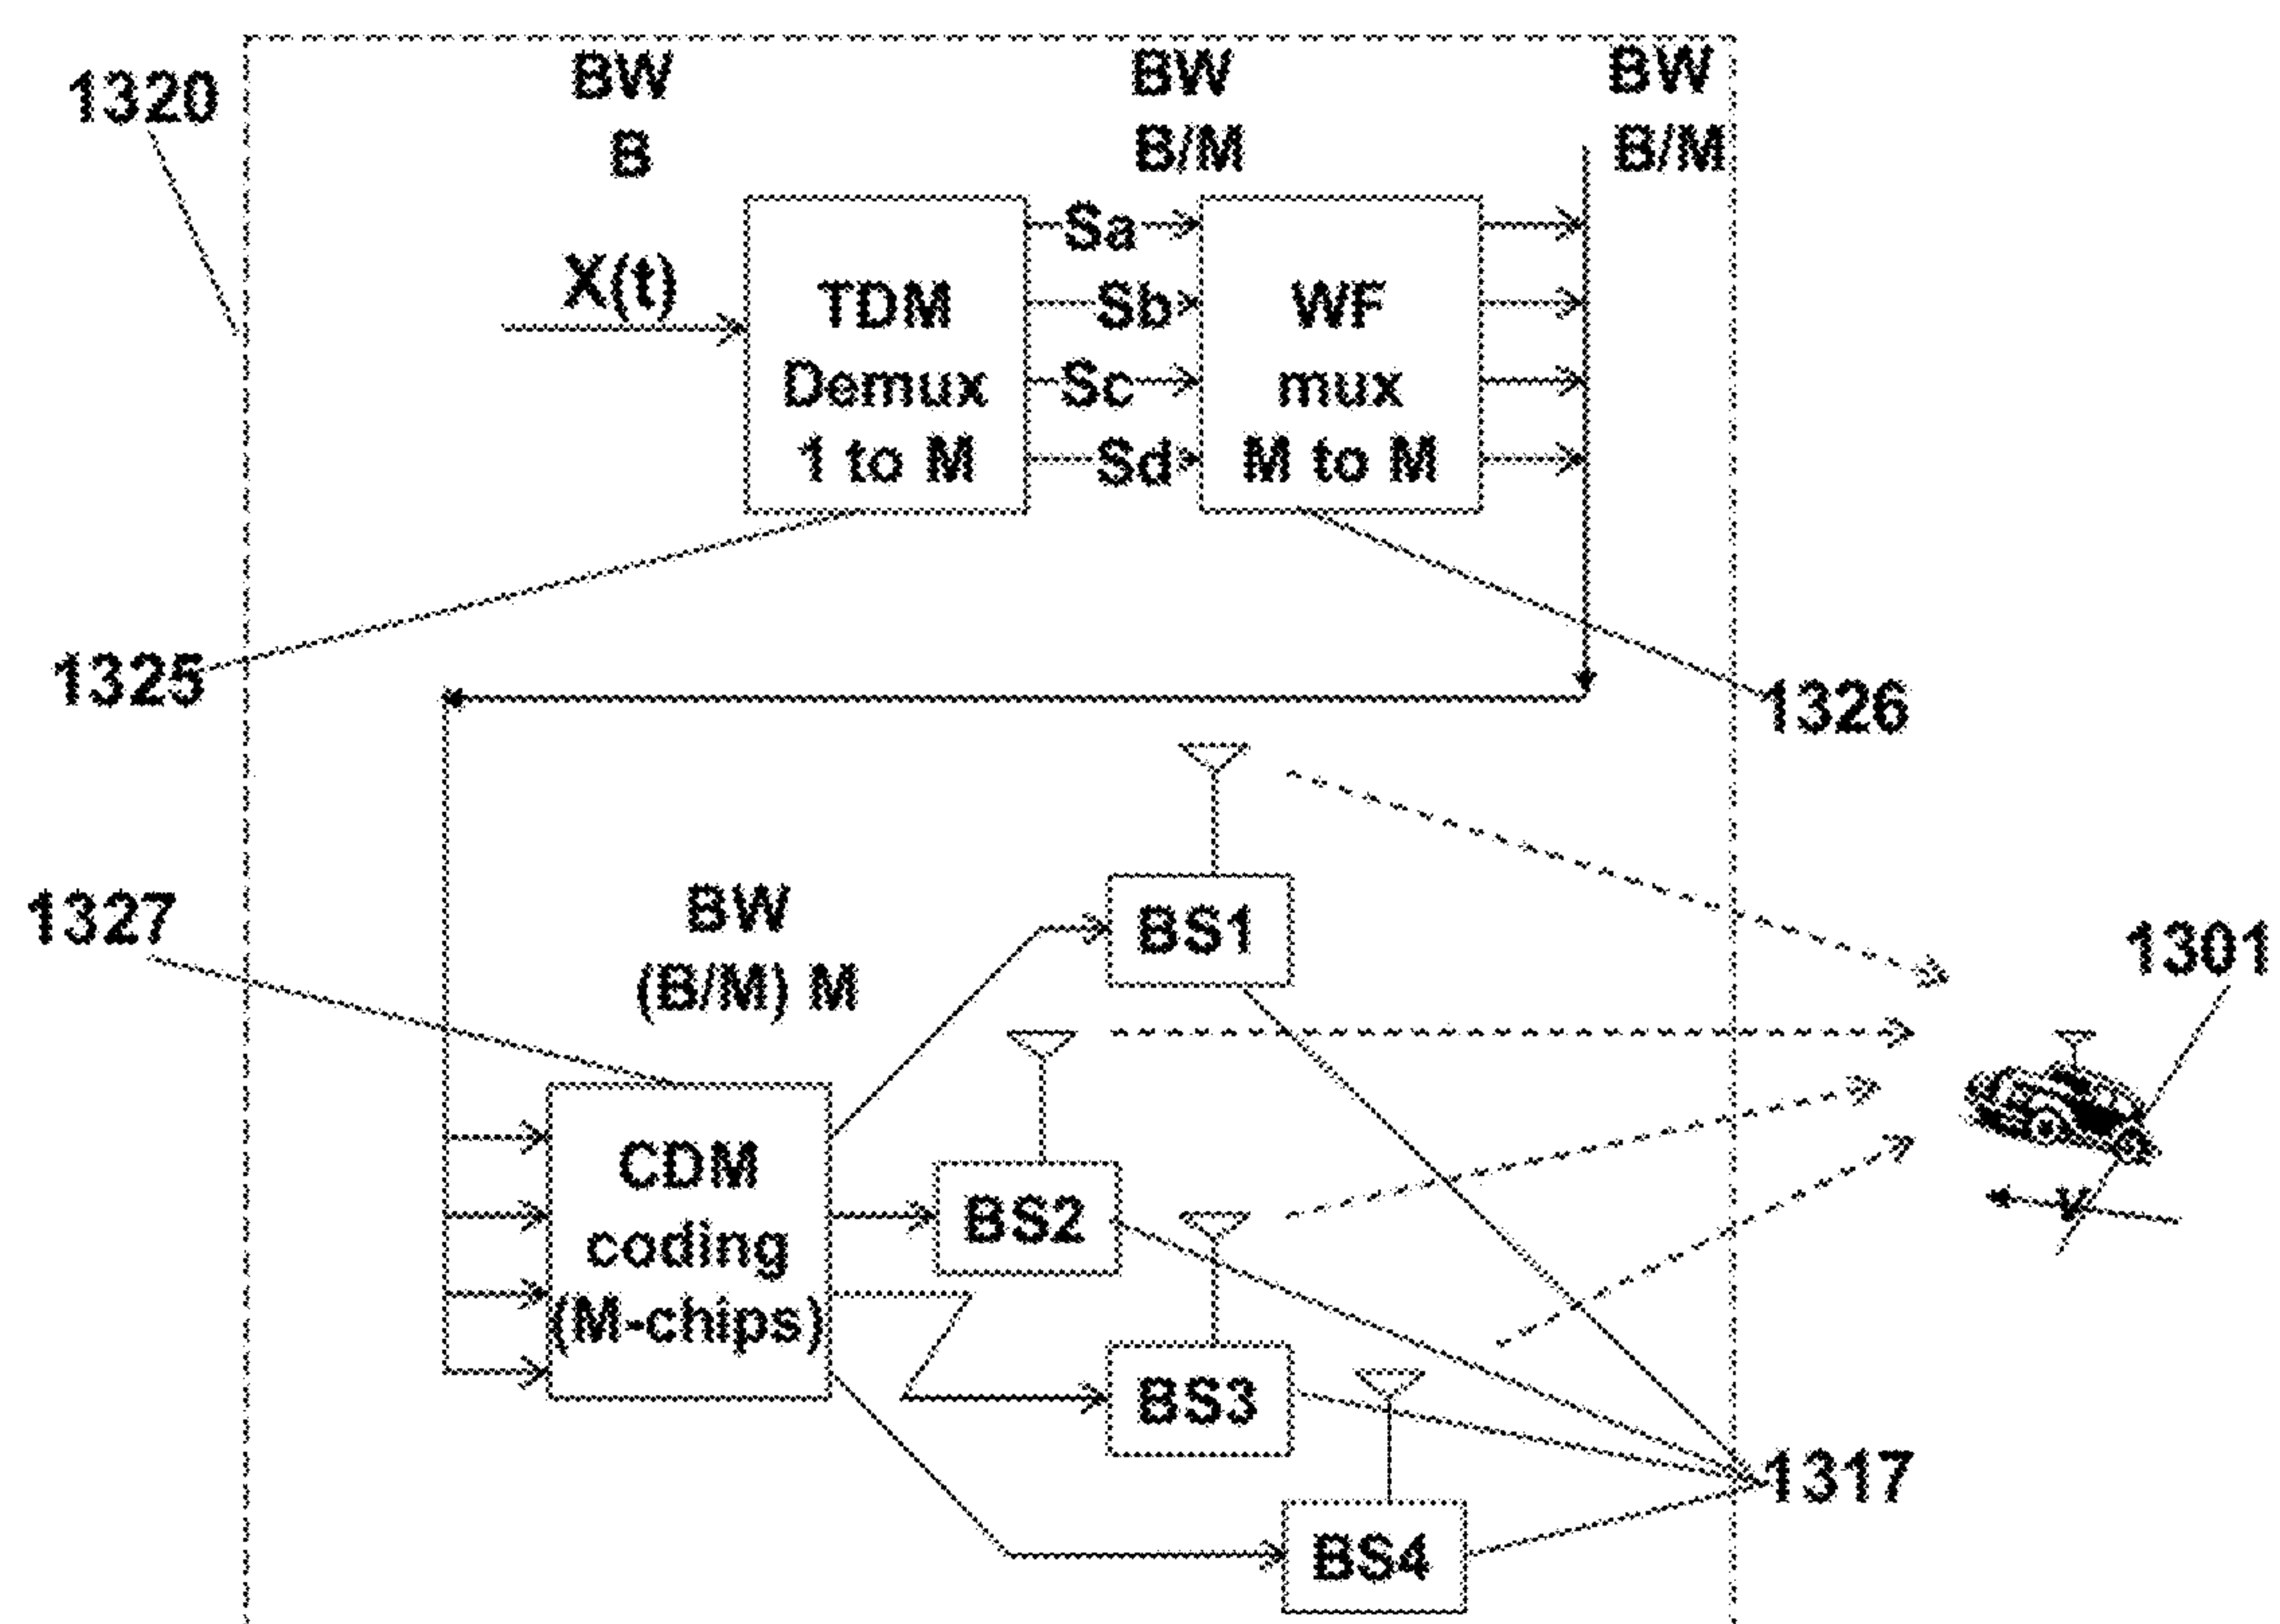 1320
BW
B
BW
B/M
BW
B/M
X(t)
TDM
Demux
1 to M
Sa
Sb
Sc
Sd
WF
mux
M to M
1325
1326
1327
BW
(B/M) M
CDM
coding
(M-chips)
BS1
BS2
BS3
BS4
1301
V
1317